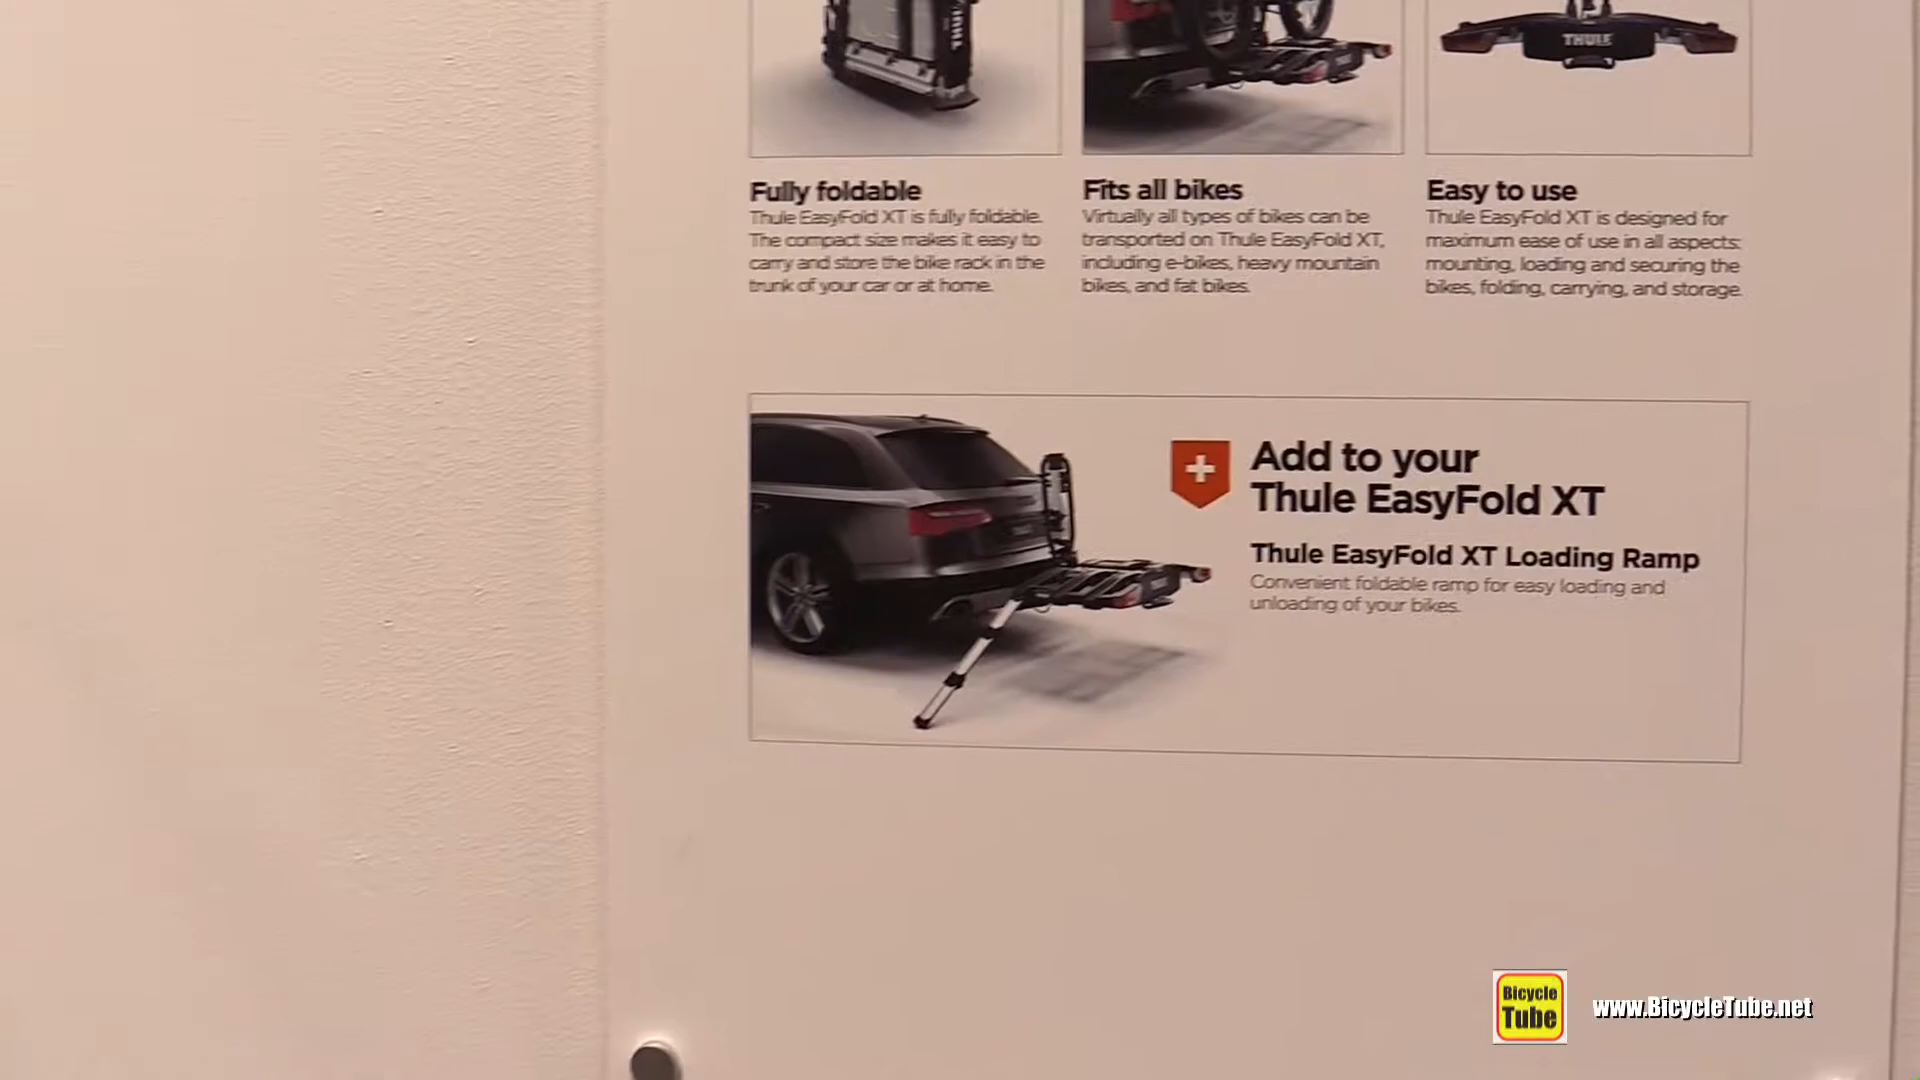 THULE
THULE
Fully foldable
Thule EasyFold XT is fully foldable.
The compact size makes it easy to
carry and store the bike rack in the
trunk of your car or at home.
Fits all bikes
Virtually all types of bikes can be
transported on Thule EasyFold XT,
including e-bikes, heavy mountain
bikes, and fat bikes.
Easy to use
Thule EasyFold XT is designed for
maximum ease of use in all aspects:
mounting, loading and securing the
bikes, folding, carrying, and storage.
Add to your
Thule EasyFold XT
Thule EasyFold XT Loading Ramp
Convenient foldable ramp for easy loading and
unloading of your bikes.
Bicycle
Tube
www.BicycleTube.net